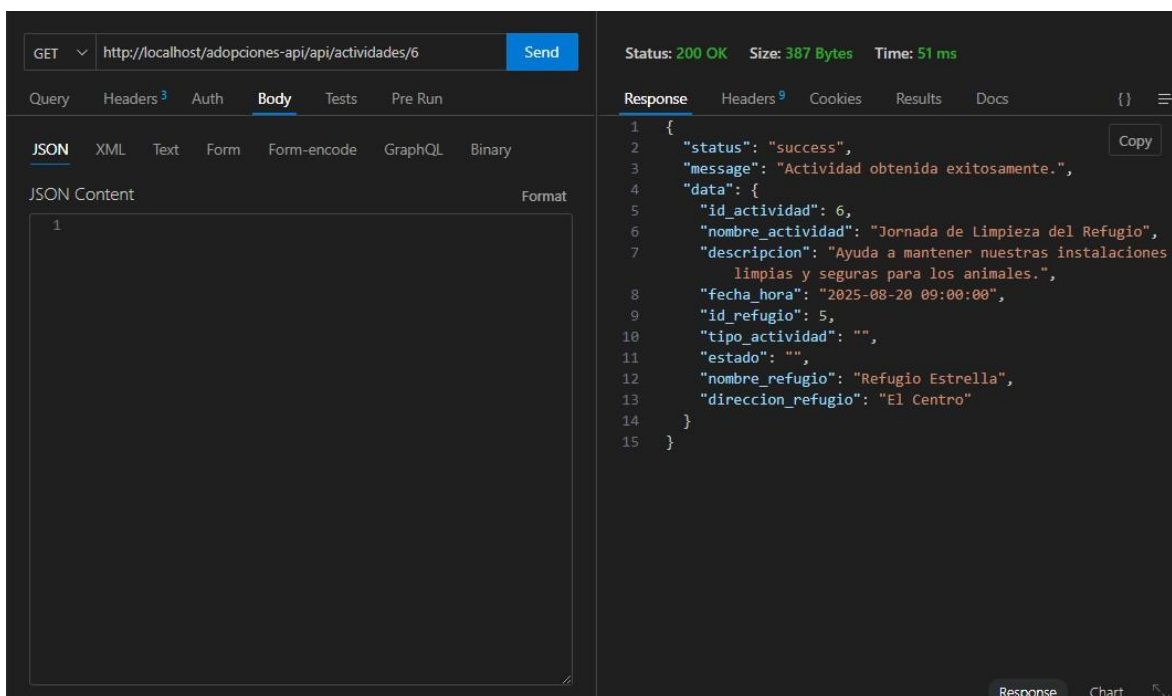 GET http://localhost/adopciones-api/api/actividades/6 Send
Query Headers 3 Auth Body Tests Pre Run
JSON XML Text Form Form-encode GraphQL Binary
JSON Content Format
1
Status: 200 OK Size: 387 Bytes Time: 51 ms
Response Headers 9 Cookies Results Docs { }
Copy
1 {
2 "status": "success",
3 "message": "Actividad obtenida exitosamente.",
4 "data": {
5 "id_actividad": 6,
6 "nombre_actividad": "Jornada de Limpieza del Refugio",
7 "descripcion": "Ayuda a mantener nuestras instalaciones
limpias y seguras para los animales.",
8 "fecha_hora": "2025-08-20 09:00:00",
9 "id_refugio": 5,
10 "tipo_actividad": "",
11 "estado": "",
12 "nombre_refugio": "Refugio Estrella",
13 "direccion_refugio": "El Centro"
14 }
15 }
Response Chart